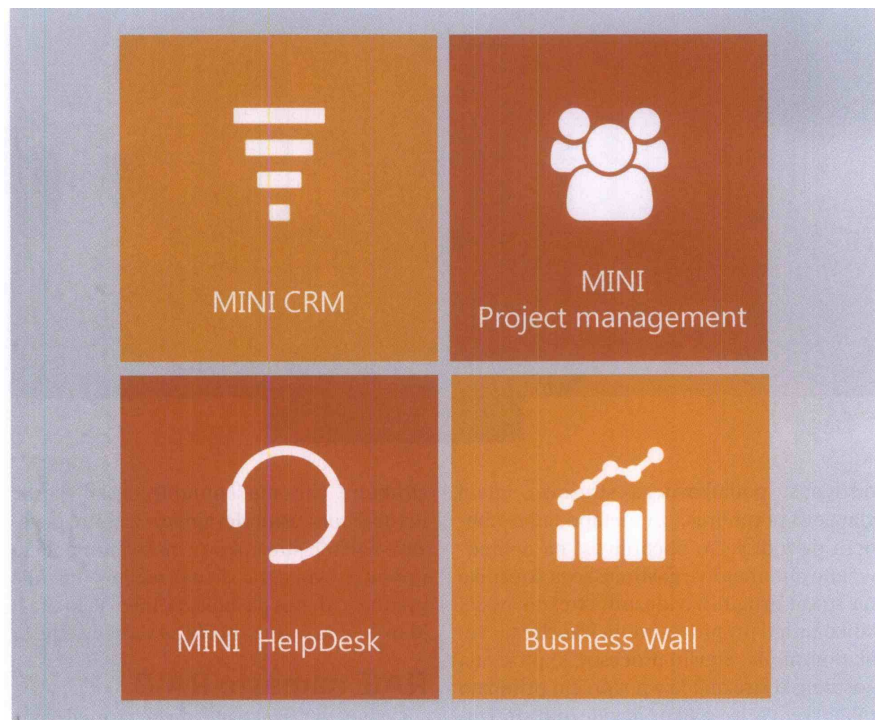 MINI CRM
MINI
Project management
MINI HelpDesk
Business Wall